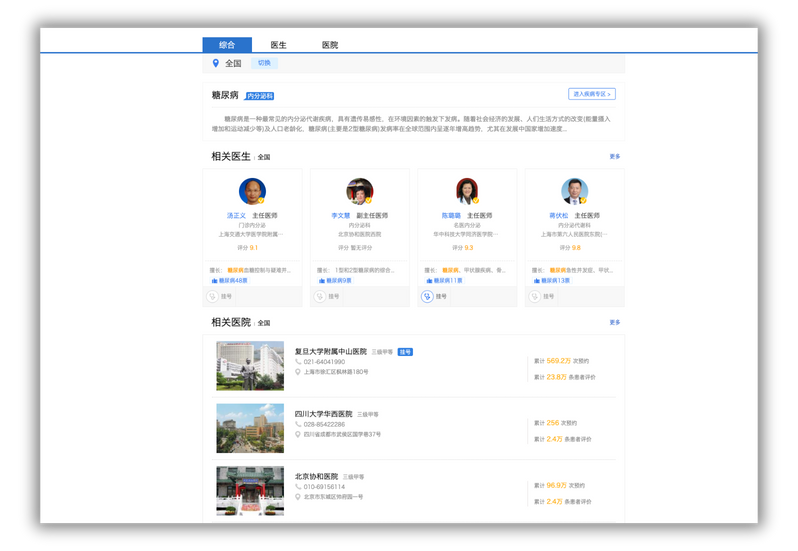 综合 医生 医院
全国 切换
糖尿病 内分泌科 进入疾病专区 >
糖尿病是一种最常见的内分泌代谢疾病，具有遗传易感性，在环境因素的触发下发病。随着社会经济的发展、人们生活方式的改变(能量摄入
增加和运动减少等)及人口老龄化，糖尿病(主要是2型糖尿病)发病率在全球范围内呈逐年增高趋势，尤其在发展中国家增加速度...
相关医生 | 全国 更多
汤正义 主任医师
门诊内分泌
上海交通大学医学院附属…
评分 9.1
擅长： 糖尿病血糖控制与疑难并...
糖尿病48票
挂号
李文慧 副主任医师
内分泌科
北京协和医院西院
评分 暂无评分
擅长： 1型和2型糖尿病的综合...
糖尿病9票
挂号
陈璐璐 主任医师
名医内分泌
华中科技大学同济医学院…
评分 9.3
擅长： 糖尿病、甲状腺疾病、骨...
糖尿病11票
挂号
蒋伏松 主任医师
内分泌代谢科
上海市第六人民医院东院(…
评分 9.8
擅长： 糖尿病急性并发症、甲状...
糖尿病13票
挂号
相关医院 | 全国 更多
复旦大学附属中山医院 三级甲等 挂号
021-64041990
上海市徐汇区枫林路180号
累计 569.2万 次预约
累计 23.8万 条患者评价
四川大学华西医院 三级甲等
028-85422286
四川省成都市武侯区国学巷37号
累计 256 次预约
累计 2.4万 条患者评价
北京协和医院 三级甲等
010-69156114
北京市东城区帅府园一号
累计 96.9万 次预约
累计 2.4万 条患者评价